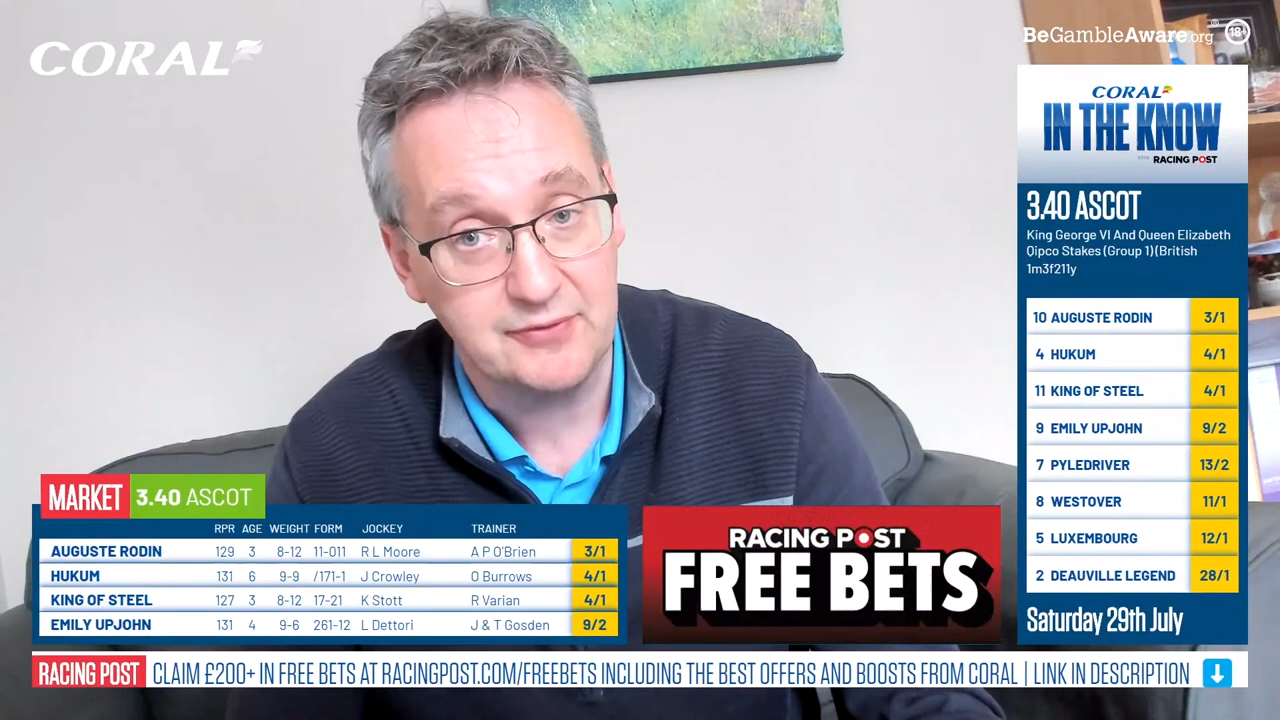 CORAL
BeGambleAware.org 18+
CORAL
IN THE KNOW
WITH RACING POST
3.40 ASCOT
King George VI And Queen Elizabeth
Qipco Stakes (Group 1) (British
1m3f211y
10 AUGUSTE RODIN 3/1
4 HUKUM 4/1
11 KING OF STEEL 4/1
9 EMILY UPJOHN 9/2
7 PYLEDRIVER 13/2
8 WESTOVER 11/1
5 LUXEMBOURG 12/1
2 DEAUVILLE LEGEND 28/1
Saturday 29th July
MARKET 3.40 ASCOT
RPR AGE WEIGHT FORM JOCKEY TRAINER
AUGUSTE RODIN 129 3 8-12 11-011 R L Moore A P O'Brien 3/1
HUKUM 131 6 9-9 /171-1 J Crowley O Burrows 4/1
KING OF STEEL 127 3 8-12 17-21 K Stott R Varian 4/1
EMILY UPJOHN 131 4 9-6 261-12 L Dettori J & T Gosden 9/2
RACING POST
FREE BETS
RACING POST CLAIM £200+ IN FREE BETS AT RACINGPOST.COM/FREEBETS INCLUDING THE BEST OFFERS AND BOOSTS FROM CORAL | LINK IN DESCRIPTION